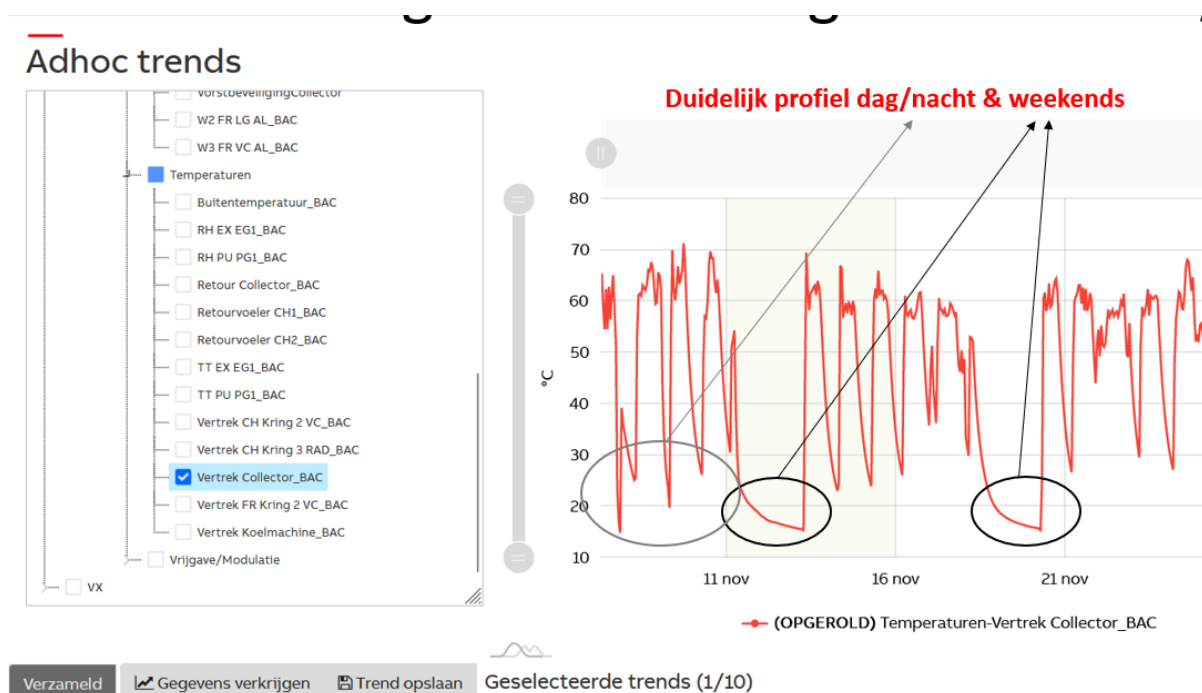 Adhoc trends
VorstbeveiligingCollector
W2 FR LG AL_BAC
W3 FR VC AL_BAC
Temperaturen
Buitentemperatuur_BAC
RH EX EG1_BAC
RH PU PG1_BAC
Retour Collector_BAC
Retourvoeler CH1_BAC
Retourvoeler CH2_BAC
TT EX EG1_BAC
TT PU PG1_BAC
Vertrek CH Kring 2 VC_BAC
Vertrek CH Kring 3 RAD_BAC
Vertrek Collector_BAC
Vertrek FR Kring 2 VC_BAC
Vertrek Koelmachine_BAC
Vrijgave/Modulatie
VX
Duidelijk profiel dag/nacht & weekends
80
70
60
50
°C
40
30
20
10
11 nov 16 nov 21 nov
(OPGEROLD) Temperaturen-Vertrek Collector_BAC
Verzameld Gegevens verkrijgen Trend opslaan Geselecteerde trends (1/10)